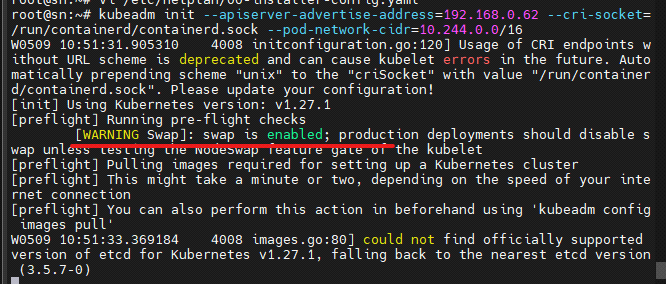 root@sn:~# vi /etc/netplan/00-installer-config.yaml
root@sn:~# kubeadm init --apiserver-advertise-address=192.168.0.62 --cri-socket=
/run/containerd/containerd.sock --pod-network-cidr=10.244.0.0/16
W0509 10:51:31.905310    4008 initconfiguration.go:120] Usage of CRI endpoints w
ithout URL scheme is deprecated and can cause kubelet errors in the future. Auto
matically prepending scheme "unix" to the "criSocket" with value "/run/container
d/containerd.sock". Please update your configuration!
[init] Using Kubernetes version: v1.27.1
[preflight] Running pre-flight checks
        [WARNING Swap]: swap is enabled; production deployments should disable s
wap unless testing the NodeSwap feature gate of the kubelet
[preflight] Pulling images required for setting up a Kubernetes cluster
[preflight] This might take a minute or two, depending on the speed of your inte
rnet connection
[preflight] You can also perform this action in beforehand using 'kubeadm config
 images pull'
W0509 10:51:33.369184    4008 images.go:80] could not find officially supported
version of etcd for Kubernetes v1.27.1, falling back to the nearest etcd version
 (3.5.7-0)